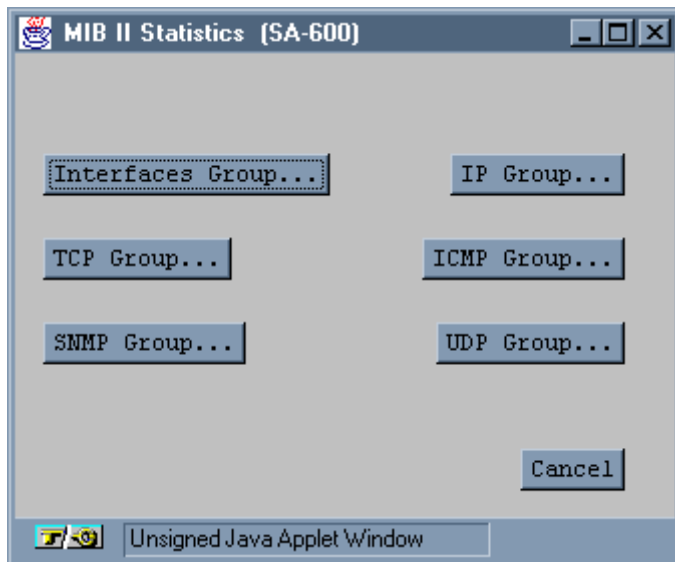 MIB II Statistics (SA-600)
Interfaces Group...
IP Group...
TCP Group...
ICMP Group...
SNMP Group...
UDP Group...
Cancel
Unsigned Java Applet Window